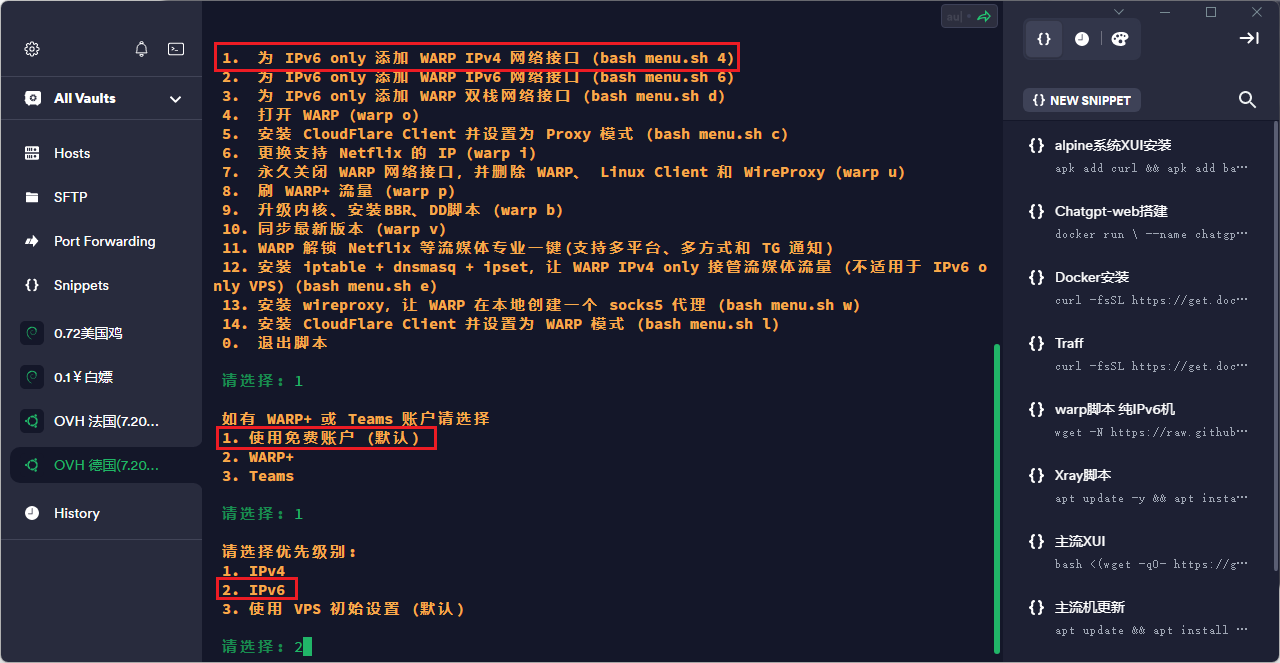 All Vaults
Hosts
SFTP
Port Forwarding
Snippets
0.72美国鸡
0.1￥白嫖
OVH 法国(7.20...
OVH 德国(7.20...
History
1. 为 IPv6 only 添加 WARP IPv4 网络接口 (bash menu.sh 4)
2. 为 IPv6 only 添加 WARP IPv6 网络接口 (bash menu.sh 6)
3. 为 IPv6 only 添加 WARP 双栈网络接口 (bash menu.sh d)
4. 打开 WARP (warp o)
5. 安装 CloudFlare Client 并设置为 Proxy 模式 (bash menu.sh c)
6. 更换支持 Netflix 的 IP (warp i)
7. 永久关闭 WARP 网络接口，并删除 WARP、 Linux Client 和 WireProxy (warp u)
8. 刷 WARP+ 流量 (warp p)
9. 升级内核、安装BBR、DD脚本 (warp b)
10. 同步最新版本 (warp v)
11. WARP 解锁 Netflix 等流媒体专业一键(支持多平台、多方式和 TG 通知)
12. 安装 iptable + dnsmasq + ipset，让 WARP IPv4 only 接管流媒体流量 (不适用于 IPv6 o
nly VPS) (bash menu.sh e)
13. 安装 wireproxy，让 WARP 在本地创建一个 socks5 代理 (bash menu.sh w)
14. 安装 CloudFlare Client 并设置为 WARP 模式 (bash menu.sh l)
0. 退出脚本
请选择: 1
如有 WARP+ 或 Teams 账户请选择
1. 使用免费账户 (默认)
2. WARP+
3. Teams
请选择: 1
请选择优先级别:
1. IPv4
2. IPv6
3. 使用 VPS 初始设置 (默认)
请选择: 2
au| •
{}
{} NEW SNIPPET
{} alpine系统XUI安装
apk add curl && apk add ba···
{} Chatgpt-web搭建
docker run \ --name chatgp···
{} Docker安装
curl -fsSL https://get.doc···
{} Traff
curl -fsSL https://get.doc···
{} warp脚本 纯IPv6机
wget -N https://raw.github···
{} Xray脚本
apt update -y && apt insta···
{} 主流XUI
bash <(wget -qO- https://g···
{} 主流机更新
apt update && apt install ···